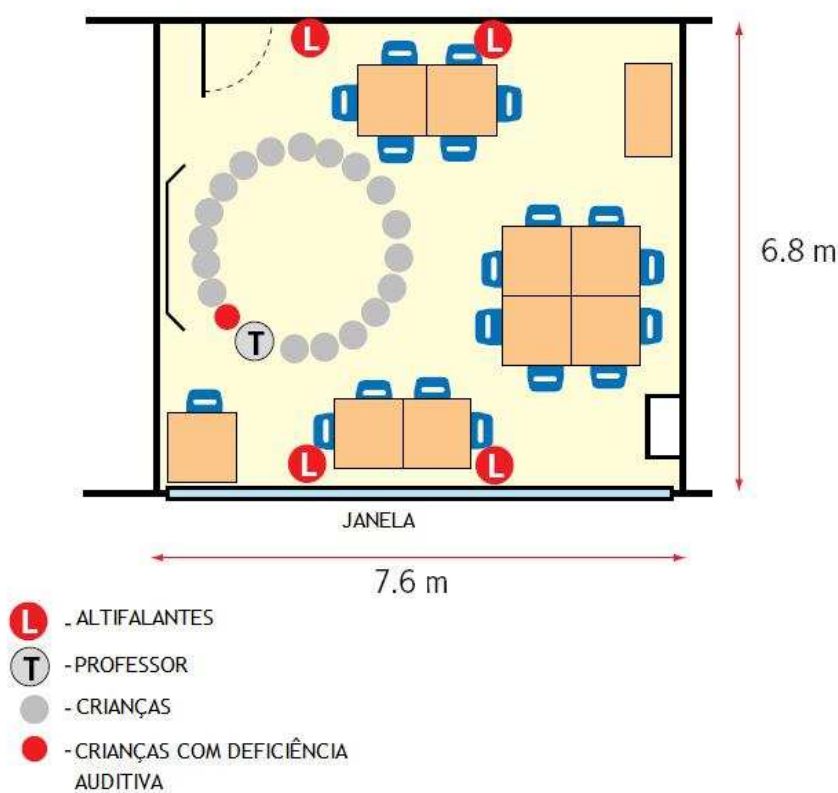 L
L
6.8 m
T
L
L
JANELA
7.6 m
L - ALTIFALANTES
T - PROFESSOR
- CRIANÇAS
- CRIANÇAS COM DEFICIÊNCIA
AUDITIVA